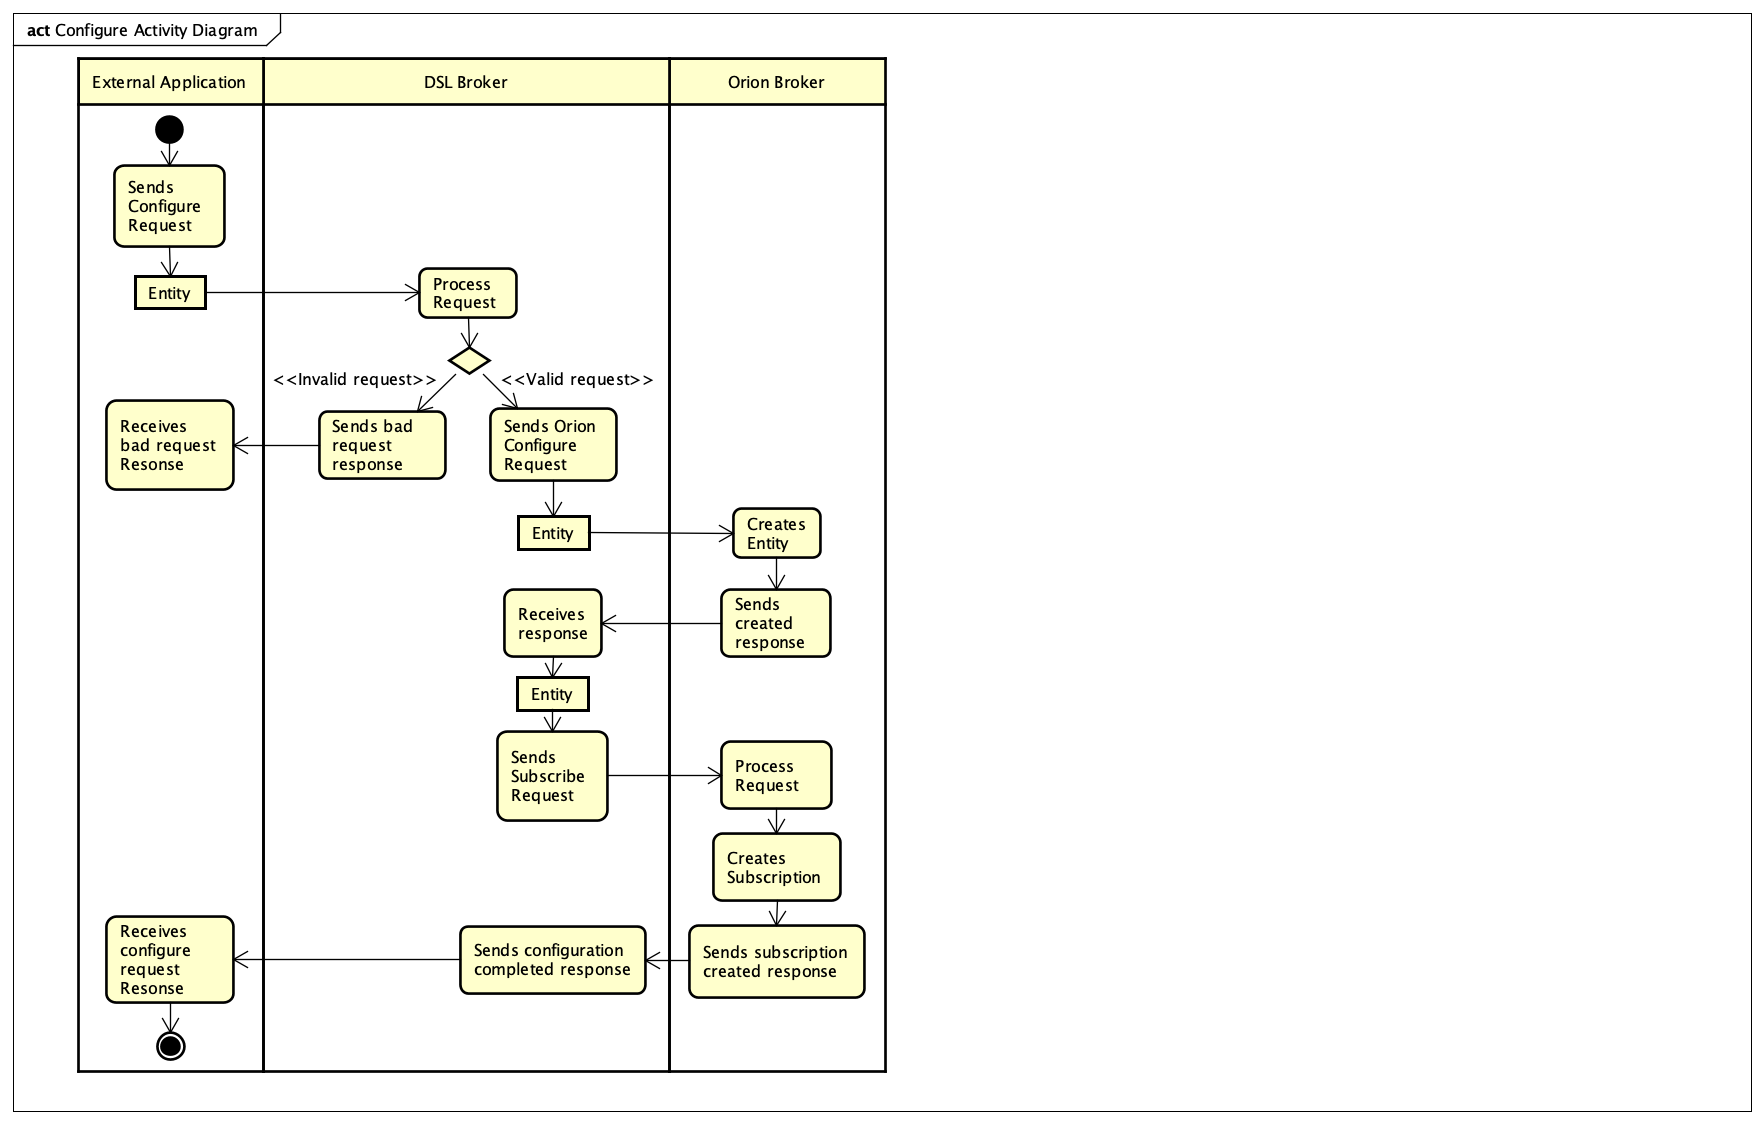 act Configure Activity Diagram
External Application
DSL Broker
Orion Broker
Sends
Configure
Request
Entity
Process
Request
<<Invalid request>>
<<Valid request>>
Receives
bad request
Resonse
Sends bad
request
response
Sends Orion
Configure
Request
Entity
Creates
Entity
Receives
response
Sends
created
response
Entity
Sends
Subscribe
Request
Process
Request
Creates
Subscription
Receives
configure
request
Resonse
Sends configuration
completed response
Sends subscription
created response